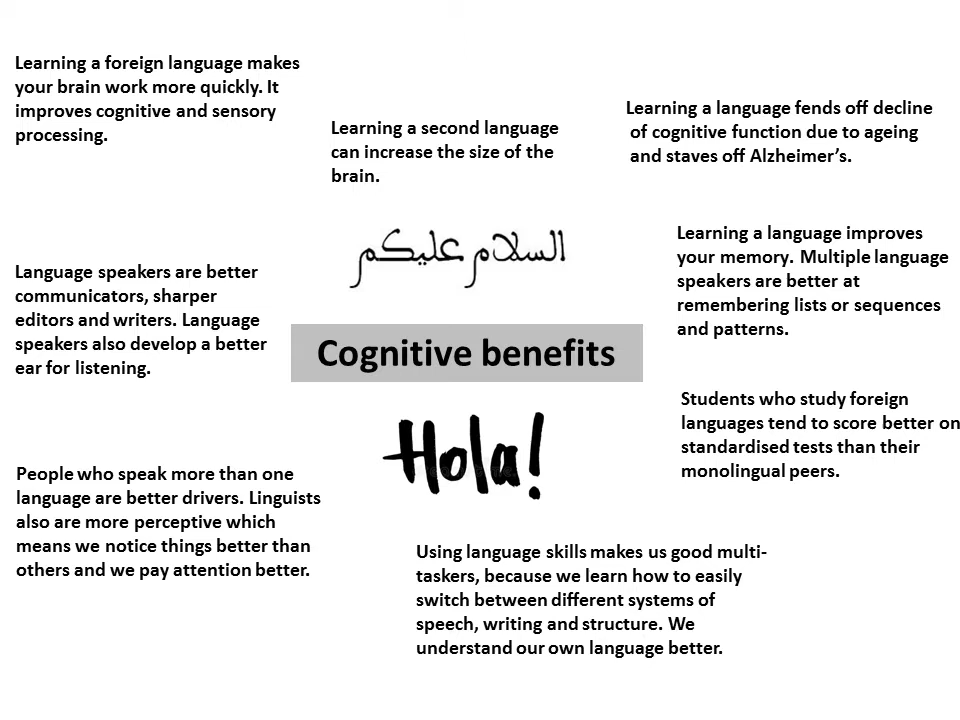 Learning a foreign language makes
your brain work more quickly. It
improves cognitive and sensory
processing.
Learning a second language
can increase the size of the
brain.
Learning a language fends off decline
of cognitive function due to ageing
and staves off Alzheimer’s.
السلام عليكم
Learning a language improves
your memory. Multiple language
speakers are better at
remembering lists or sequences
and patterns.
Language speakers are better
communicators, sharper
editors and writers. Language
speakers also develop a better
ear for listening.
Cognitive benefits
Students who study foreign
languages tend to score better on
standardised tests than their
monolingual peers.
Hola!
People who speak more than one
language are better drivers. Linguists
also are more perceptive which
means we notice things better than
others and we pay attention better.
Using language skills makes us good multi-
taskers, because we learn how to easily
switch between different systems of
speech, writing and structure. We
understand our own language better.